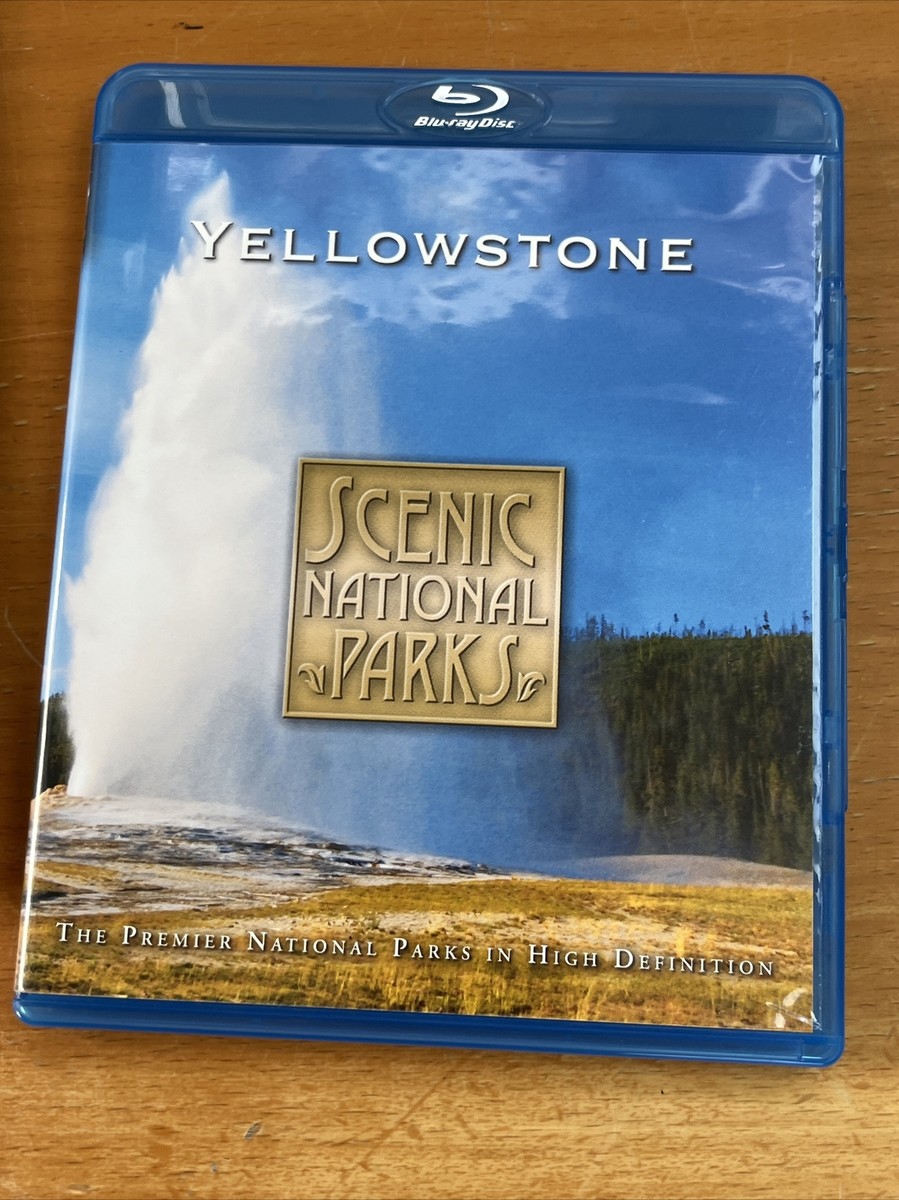 Blu-ray Disc
YELLOWSTONE
SCENIC
NATIONAL
PARKS
THE PREMIER NATIONAL PARKS IN HIGH DEFINITION